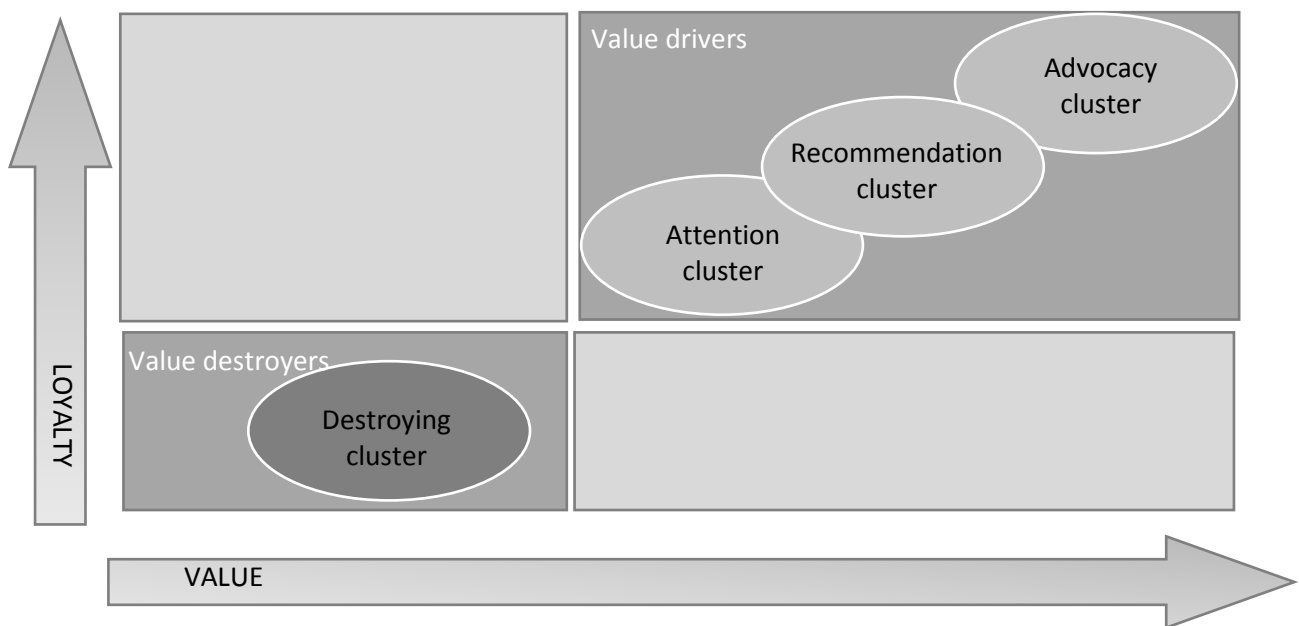 Value drivers
Advocacy
cluster
Recommendation
cluster
Attention
cluster
Value destroyers
Destroying
cluster
LOYALTY
VALUE